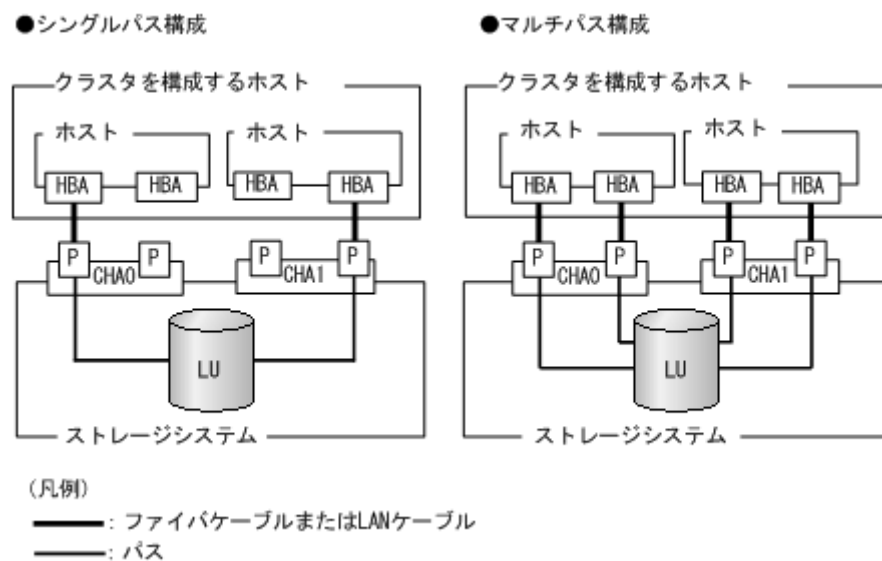 ●シングルパス構成
クラスタを構成するホスト
ホスト
ホスト
HBA
HBA
HBA
HBA
P
P
P
P
CHA0
CHA1
LU
ストレージシステム
●マルチパス構成
クラスタを構成するホスト
ホスト
ホスト
HBA
HBA
HBA
HBA
P
P
P
P
CHA0
CHA1
LU
ストレージシステム
(凡例)
: ファイバケーブルまたはLANケーブル
: パス